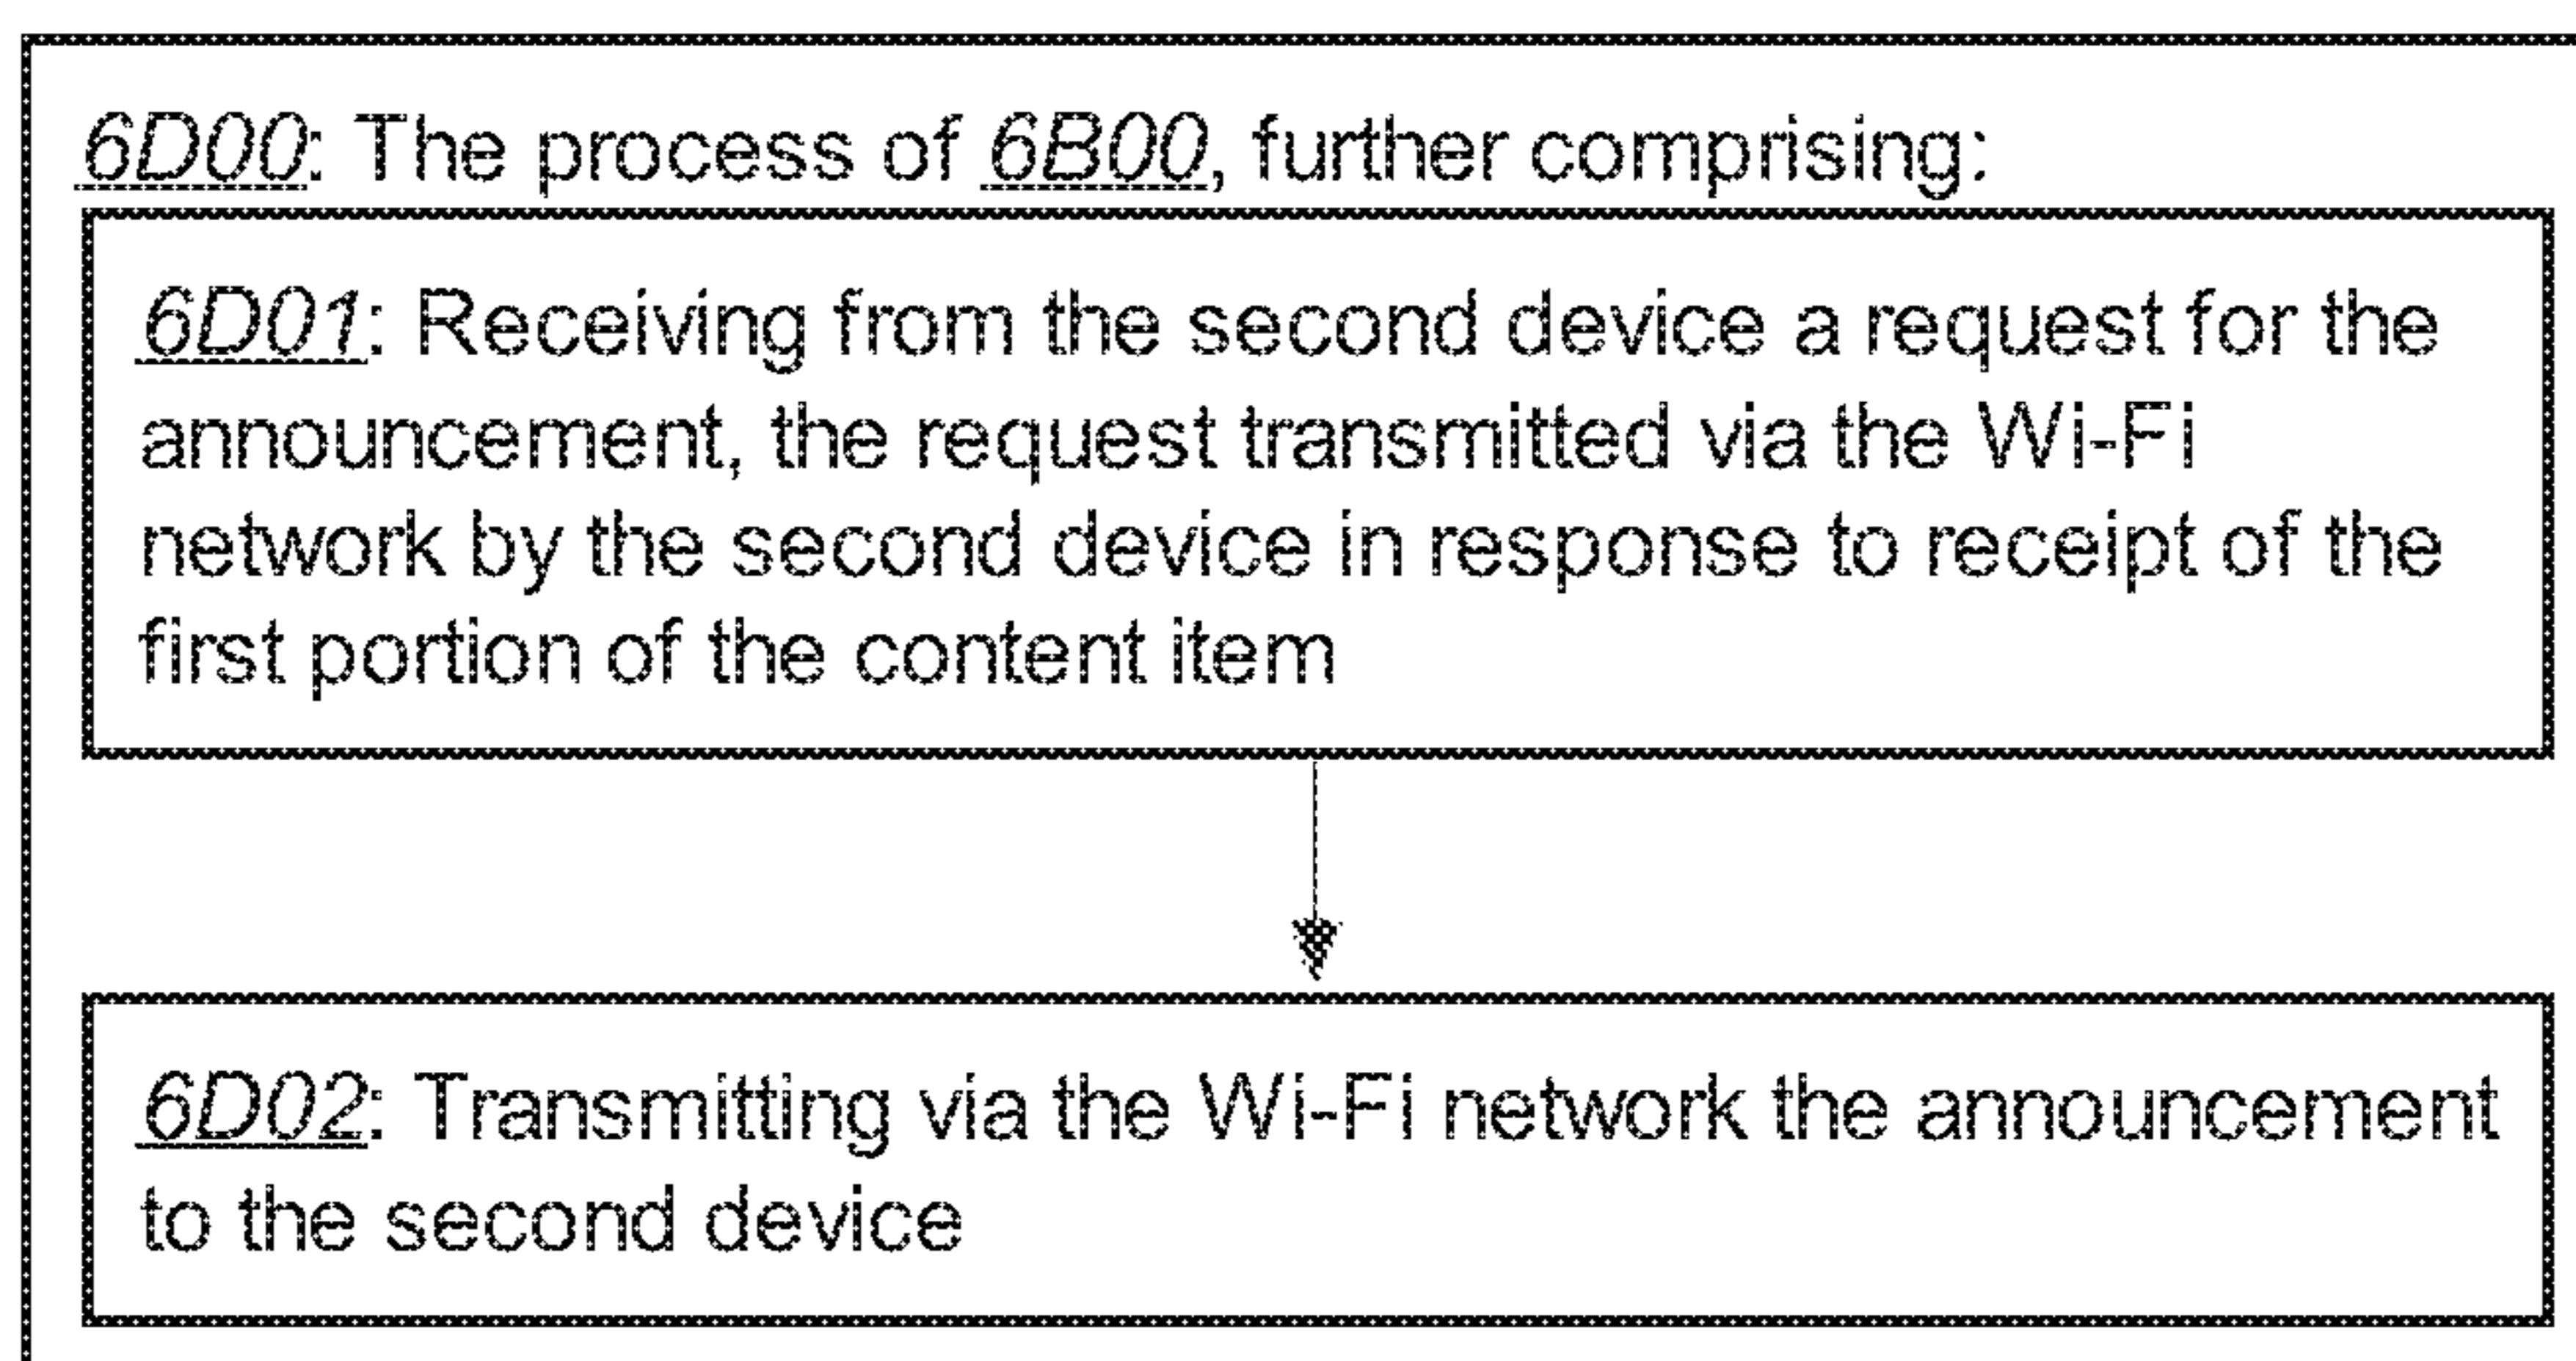 6D00: The process of 6B00, further comprising:
6D01: Receiving from the second device a request for the
announcement, the request transmitted via the Wi-Fi
network by the second device in response to receipt of the
first portion of the content item
6D02: Transmitting via the Wi-Fi network the announcement
to the second device